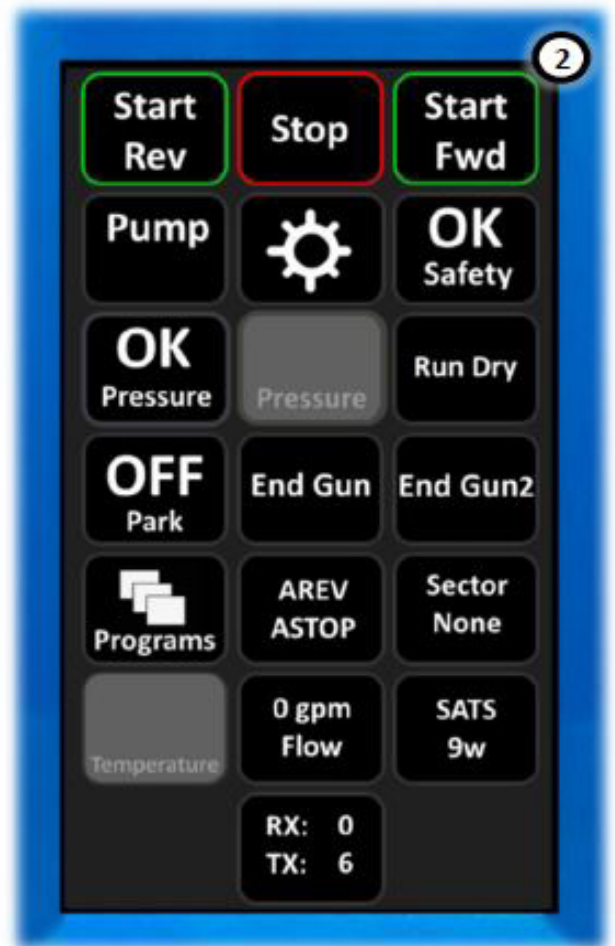 2
Start
Rev
Stop
Start
Fwd
Pump
OK
Safety
OK
Pressure
Pressure
Run Dry
OFF
Park
End Gun
End Gun2
Programs
AREV
ASTOP
Sector
None
Temperature
0 gpm
Flow
SATS
9w
RX: 0
TX: 6